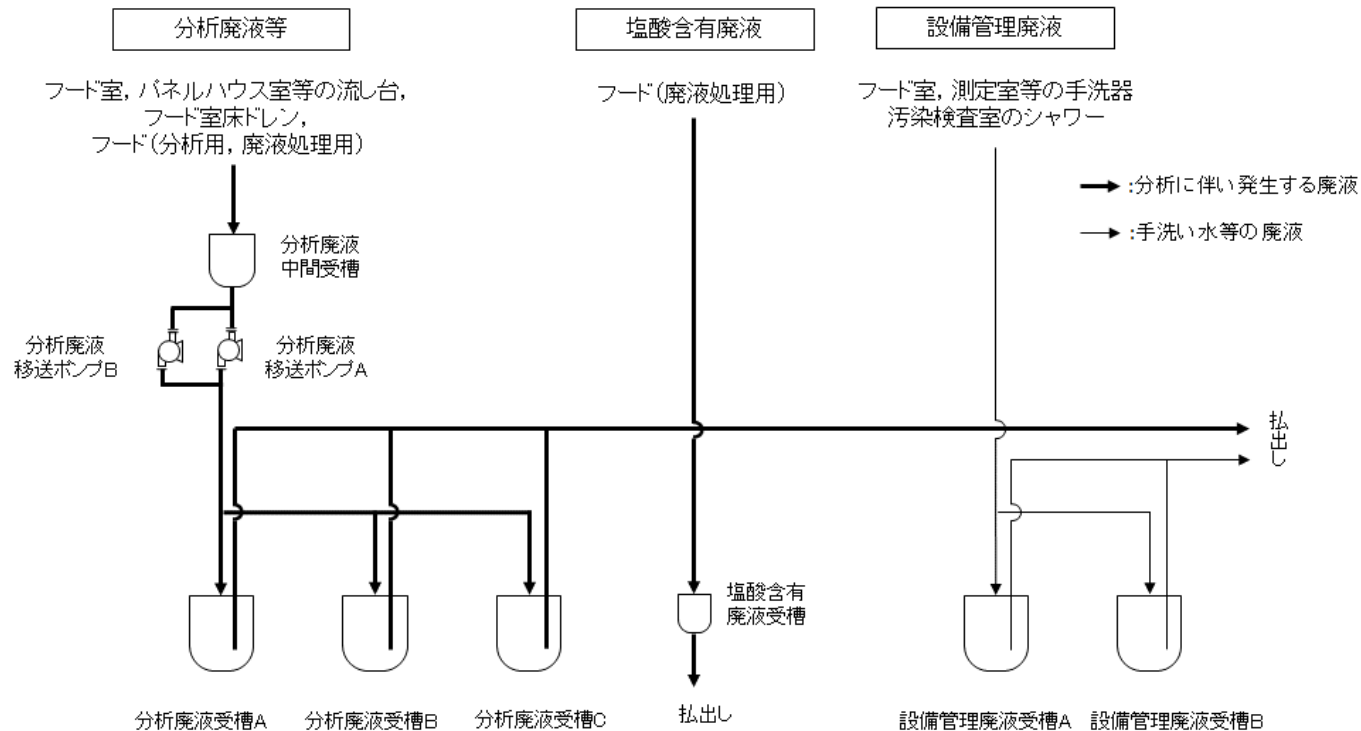 分析廃液等
塩酸含有廃液
設備管理廃液
フード室, パネルハウス室等の流し台,
フード室床ドレン,
フード(分析用, 廃液処理用)
フード(廃液処理用)
フード室, 測定室等の手洗器
汚染検査室のシャワー
:分析に伴い発生する廃液
:手洗い水等の廃液
分析廃液
中間受槽
分析廃液
移送ポンプB
分析廃液
移送ポンプA
払出し
塩酸含有
廃液受槽
分析廃液受槽A
分析廃液受槽B
分析廃液受槽C
払出し
設備管理廃液受槽A
設備管理廃液受槽B